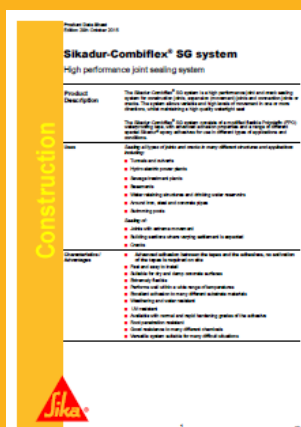 Product Data Sheet
Edition 28th October 2015
Sikadur-Combiflex® SG system
High performance joint sealing system
Construction
Product
Description
The Sikadur Combiflex® SG system is a high performance joint and crack sealing
system for construction joints, expansion (movement) joints and connection joints or
cracks. The system allows variable and high levels of movement in one or more
directions, whilst maintaining a high quality watertight seal.
The Sikadur Combiflex® SG system consists of a modified flexible Polyolefin (FPO)
waterproofing tape, with advanced adhesion properties and a range of different
special Sikadur® epoxy adhesives for use in different types of applications and
conditions.
Uses
Sealing of all types of joints and cracks in many different structures and applications
including:
Tunnels and culverts
Hydro electric power plants
Sewage treatment plants
Basements
Water retaining structures and drinking water reservoirs
Around iron, steel and concrete pipes
Swimming pools
Sealing of:
Joints with extreme movement
Building sections where varying settlement is expected
Cracks
Characteristics /
Advantages
Advanced adhesion between the tapes and the adhesives, no activation
of the tapes is required on site
Fast and easy to install
Suitable for dry and damp concrete surfaces
Extremely flexible
Performs well within a wide range of temperatures
Excellent adhesion to many different substrate materials
Weathering and water resistant
UV resistant
Available with normal and rapid hardening grades of the adhesive
Root penetration resistant
Good resistance to many different chemicals
Versatile system suitable for many difficult situations
Sika®